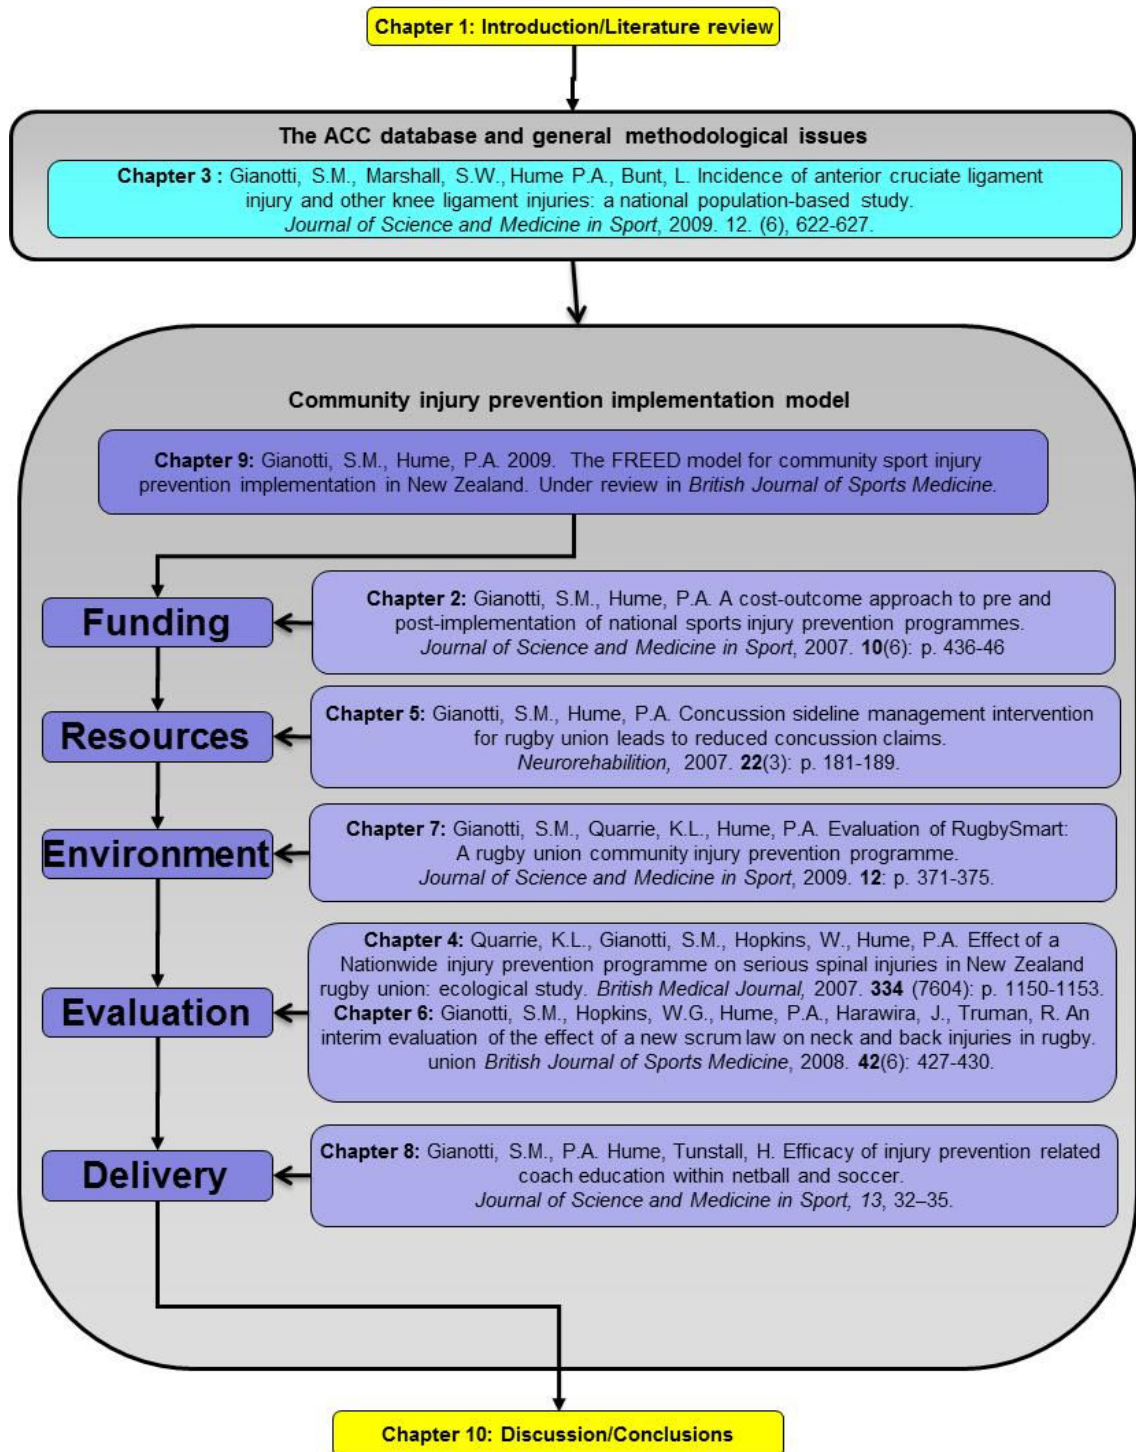 Chapter 1: Introduction/Literature review
The ACC database and general methodological issues
Chapter 3 : Gianotti, S.M., Marshall, S.W., Hume P.A., Bunt, L. Incidence of anterior cruciate ligament
injury and other knee ligament injuries: a national population-based study.
Journal of Science and Medicine in Sport, 2009. 12. (6), 622-627.
Community injury prevention implementation model
Chapter 9: Gianotti, S.M., Hume, P.A. 2009. The FREED model for community sport injury
prevention implementation in New Zealand. Under review in British Journal of Sports Medicine.
Funding
Chapter 2: Gianotti, S.M., Hume, P.A. A cost-outcome approach to pre and
post-implementation of national sports injury prevention programmes.
Journal of Science and Medicine in Sport, 2007. 10(6): p. 436-46
Resources
Chapter 5: Gianotti, S.M., Hume, P.A. Concussion sideline management intervention
for rugby union leads to reduced concussion claims.
Neurorehabilition, 2007. 22(3): p. 181-189.
Environment
Chapter 7: Gianotti, S.M., Quarrie, K.L., Hume, P.A. Evaluation of RugbySmart:
A rugby union community injury prevention programme.
Journal of Science and Medicine in Sport, 2009. 12: p. 371-375.
Evaluation
Chapter 4: Quarrie, K.L., Gianotti, S.M., Hopkins, W., Hume, P.A. Effect of a
Nationwide injury prevention programme on serious spinal injuries in New Zealand
rugby union: ecological study. British Medical Journal, 2007. 334 (7604): p. 1150-1153.
Chapter 6: Gianotti, S.M., Hopkins, W.G., Hume, P.A., Harawira, J., Truman, R. An
interim evaluation of the effect of a new scrum law on neck and back injuries in rugby.
union British Journal of Sports Medicine, 2008. 42(6): 427-430.
Delivery
Chapter 8: Gianotti, S.M., P.A. Hume, Tunstall, H. Efficacy of injury prevention related
coach education within netball and soccer.
Journal of Science and Medicine in Sport, 13, 32–35.
Chapter 10: Discussion/Conclusions